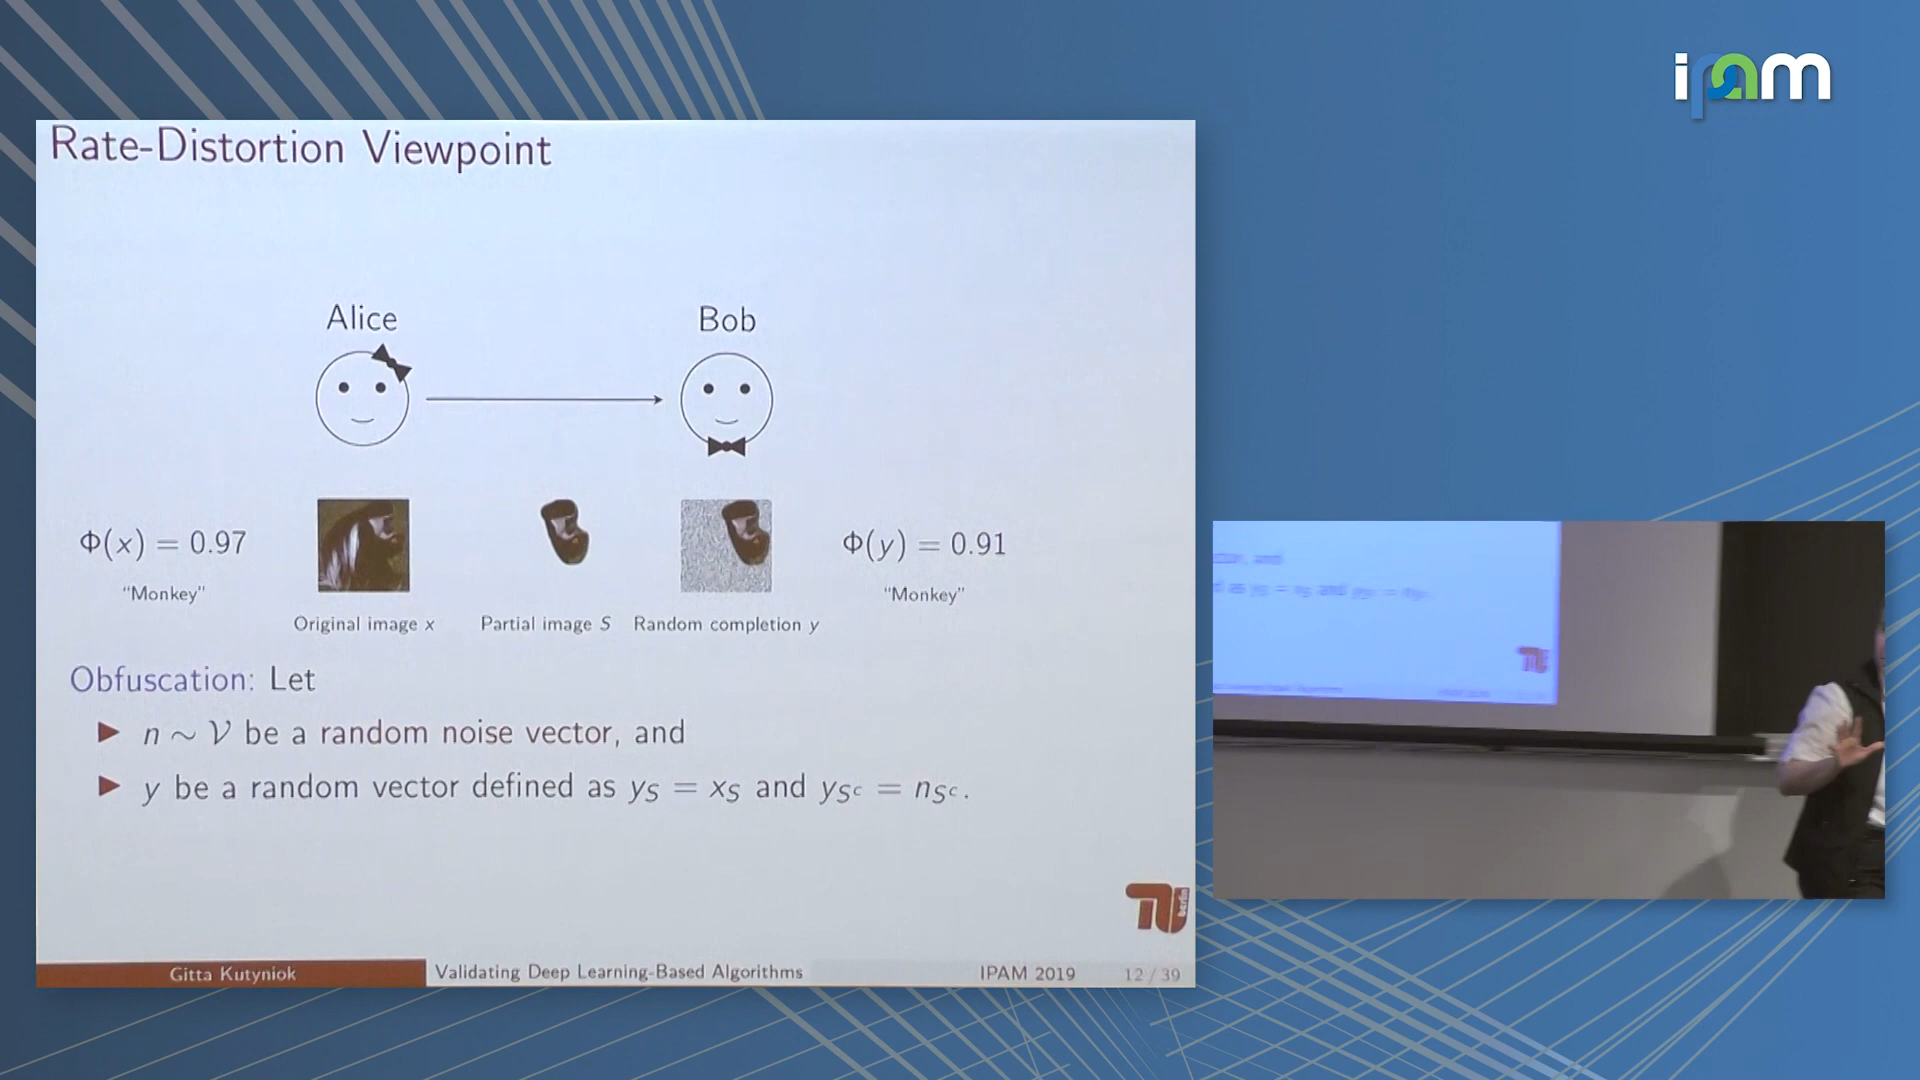 ipam
Rate-Distortion Viewpoint
Alice
Bob
Φ(x) = 0.97
"Monkey"
Φ(y) = 0.91
"Monkey"
Original image x
Partial image S
Random completion y
Obfuscation: Let
▶ n ∼ 𝒱 be a random noise vector, and
▶ y be a random vector defined as y_S = x_S and y_{S^c} = n_{S^c}.
TU
berlin
Gitta Kutyniok
Validating Deep Learning-Based Algorithms
IPAM 2019
12 / 39